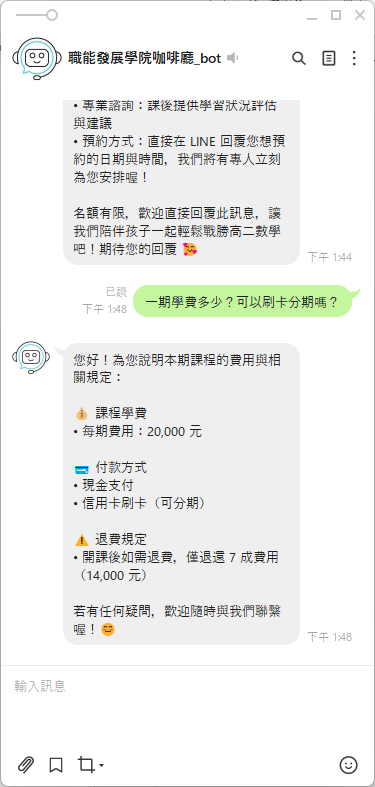 職能發展學院咖啡廳_bot
• 專業諮詢：課後提供學習狀況評估
與建議
• 預約方式：直接在 LINE 回覆您想預
約的日期與時間，我們將有專人立刻
為您安排喔！
名額有限，歡迎直接回覆此訊息，讓
我們陪伴孩子一起輕鬆戰勝高二數學
吧！期待您的回覆 🥰
下午 1:44
已讀
下午 1:48
一期學費多少？可以刷卡分期嗎？
您好！為您說明本期課程的費用與相
關規定：
💰 課程學費
• 每期費用：20,000 元
💳 付款方式
• 現金支付
• 信用卡刷卡（可分期）
⚠️ 退費規定
• 開課後如需退費，僅退還 7 成費用
（14,000 元）
若有任何疑問，歡迎隨時與我們聯繫
喔！😊
下午 1:48
輸入訊息